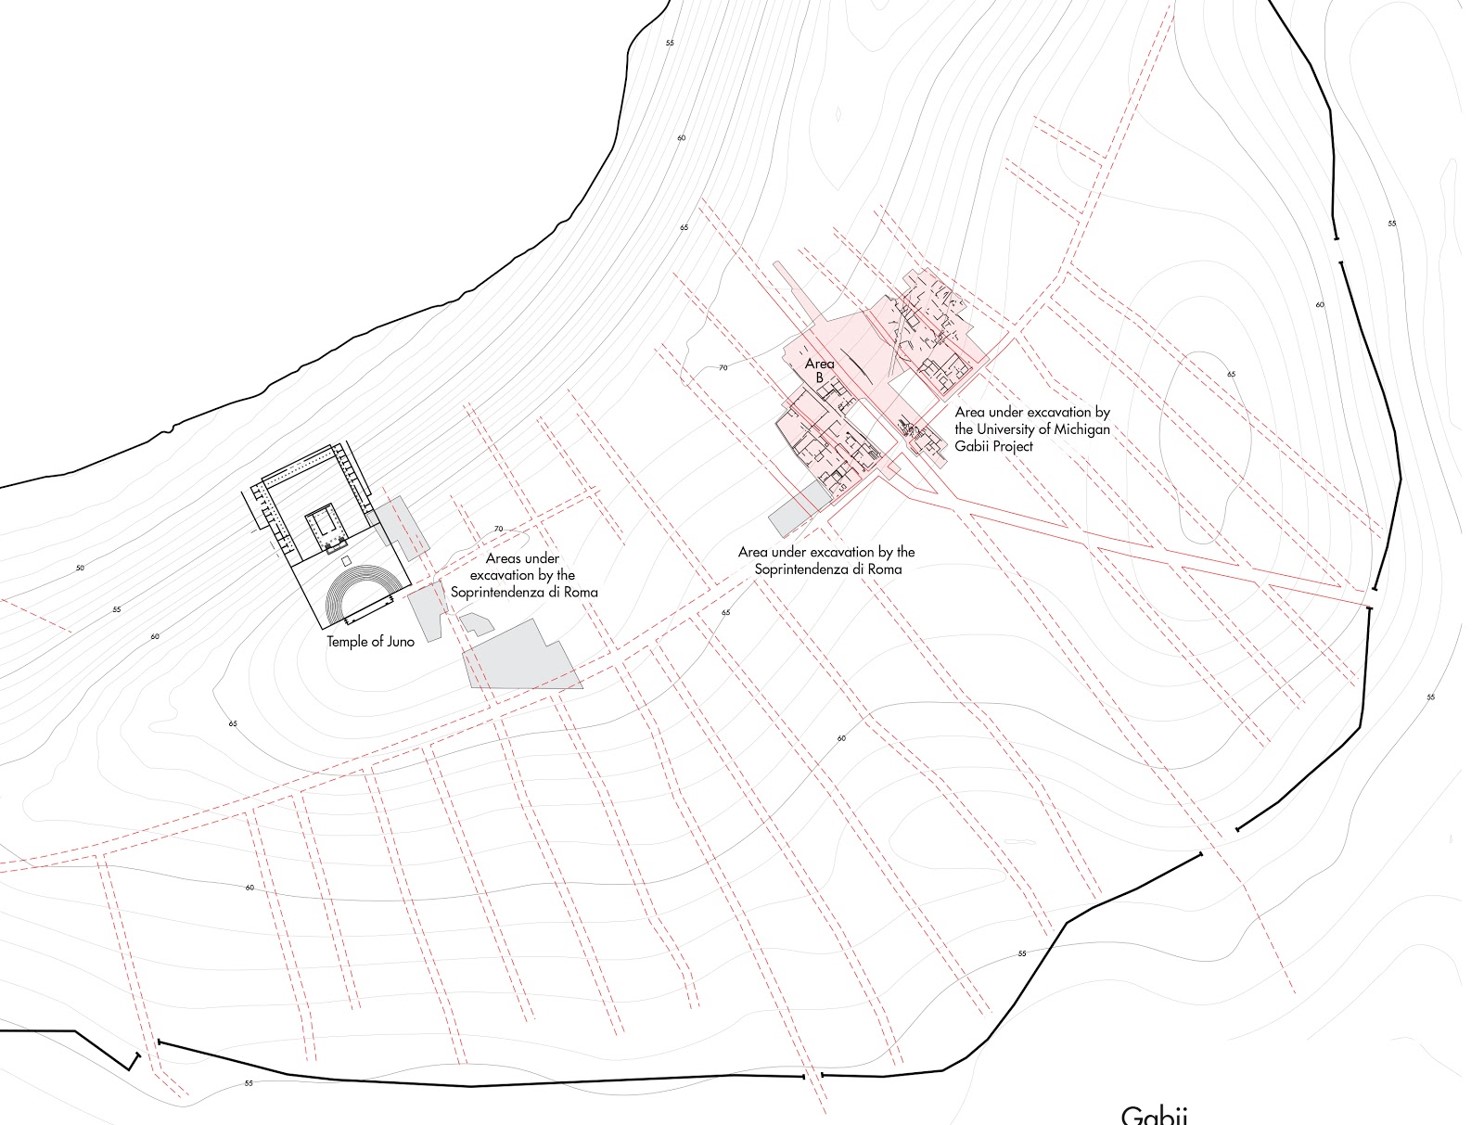 55
60
65
55
60
70
65
Area
B
Area under excavation by
the University of Michigan
Gabii Project
70
Areas under
excavation by the
Soprintendenza di Roma
Area under excavation by the
Soprintendenza di Roma
50
55
60
65
Temple of Juno
65
55
60
60
55
55
Gabii